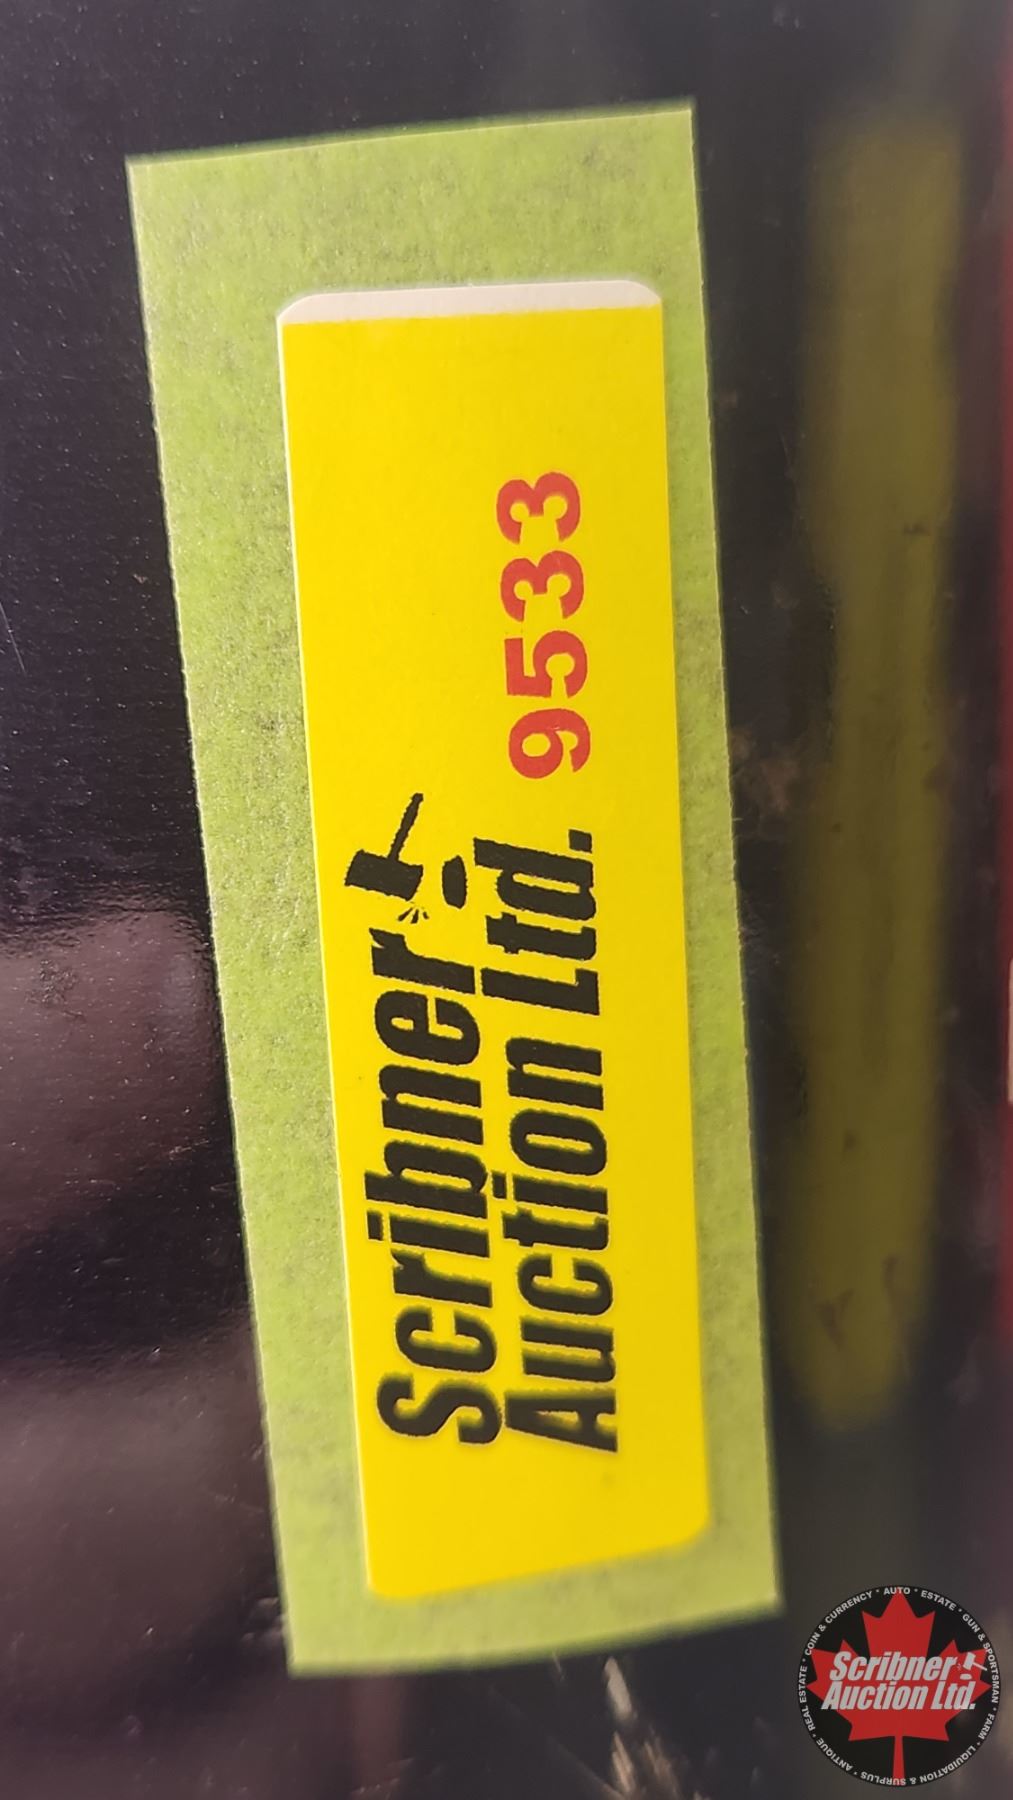 Scribner
Auction Ltd. 9533
Scribner
Auction Ltd.
ANTIQUE • REAL ESTATE • COIN & CURRENCY • AUTO • ESTATE • GUN & SPORTSMAN • FARM • LIQUIDATION & SURPLUS •